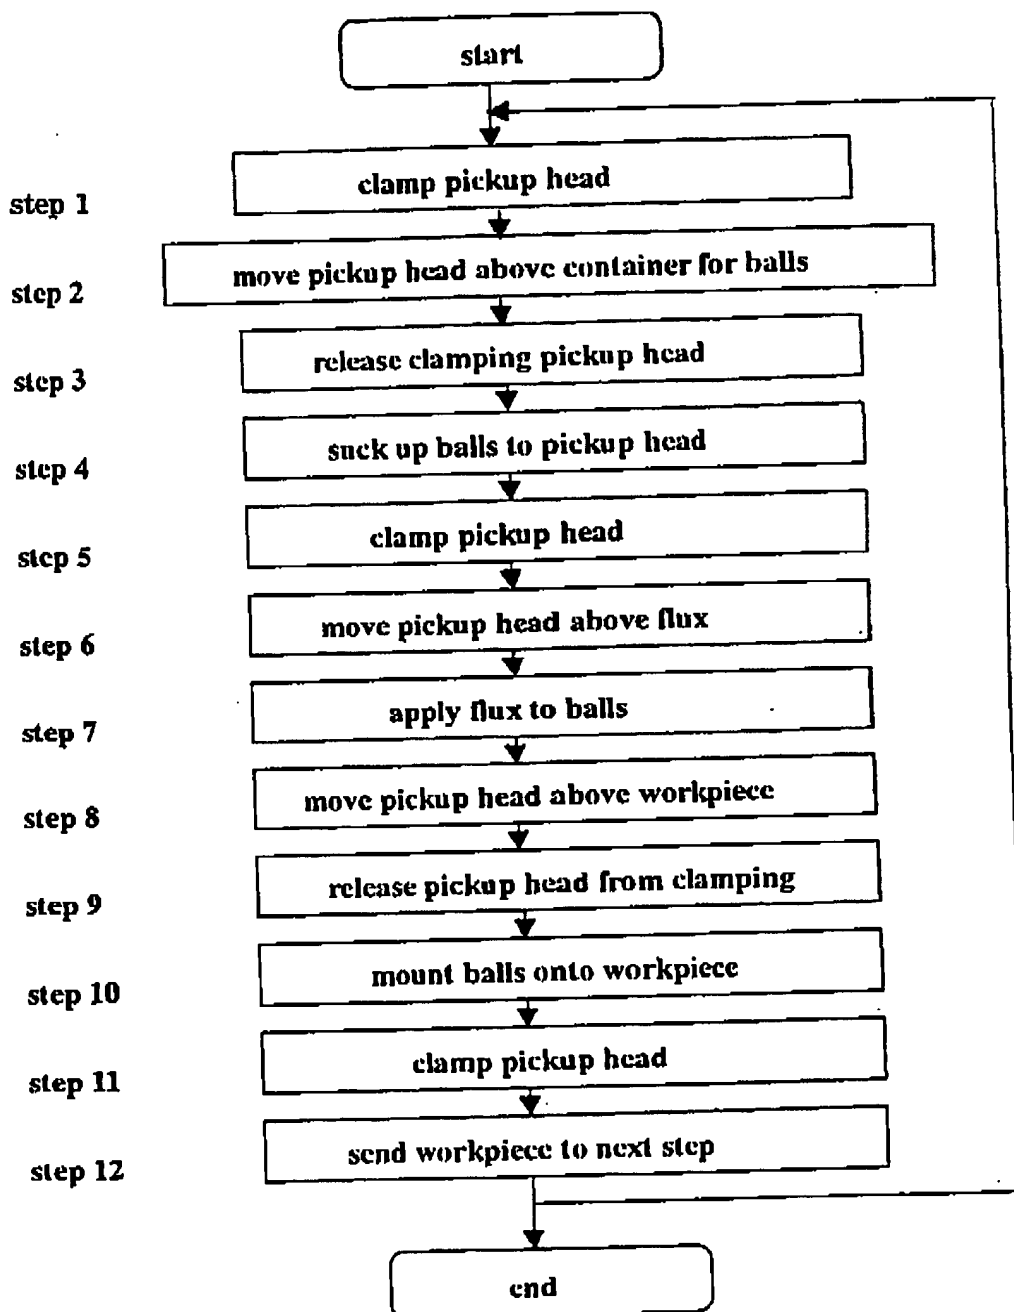 start
step 1
clamp pickup head
step 2
move pickup head above container for balls
step 3
release clamping pickup head
step 4
suck up balls to pickup head
step 5
clamp pickup head
step 6
move pickup head above flux
step 7
apply flux to balls
step 8
move pickup head above workpiece
step 9
release pickup head from clamping
step 10
mount balls onto workpiece
step 11
clamp pickup head
step 12
send workpiece to next step
end